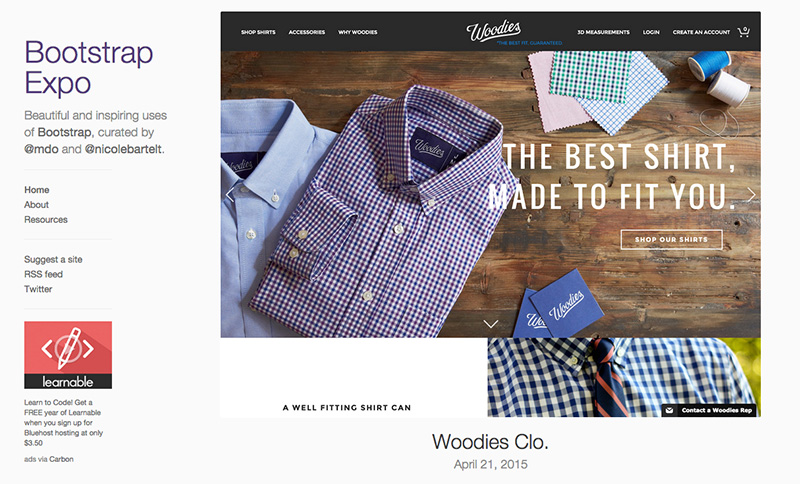 Bootstrap
Expo
Beautiful and inspiring uses
of Bootstrap, curated by
@mdo and @nicolebartelt.
Home
About
Resources
Suggest a site
RSS feed
Twitter
learnable
Learn to Code! Get a
FREE year of Learnable
when you sign up for
Bluehost hosting at only
$3.50
ads via Carbon
SHOP SHIRTS ACCESSORIES WHY WOODIES Woodies 3D MEASUREMENTS LOGIN CREATE AN ACCOUNT 0
"THE BEST FIT, GUARANTEED"
Woodies
Woodies
THE BEST SHIRT,
MADE TO FIT YOU.
SHOP OUR SHIRTS
Woodies
A WELL FITTING SHIRT CAN
Contact a Woodies Rep
Woodies Clo.
April 21, 2015